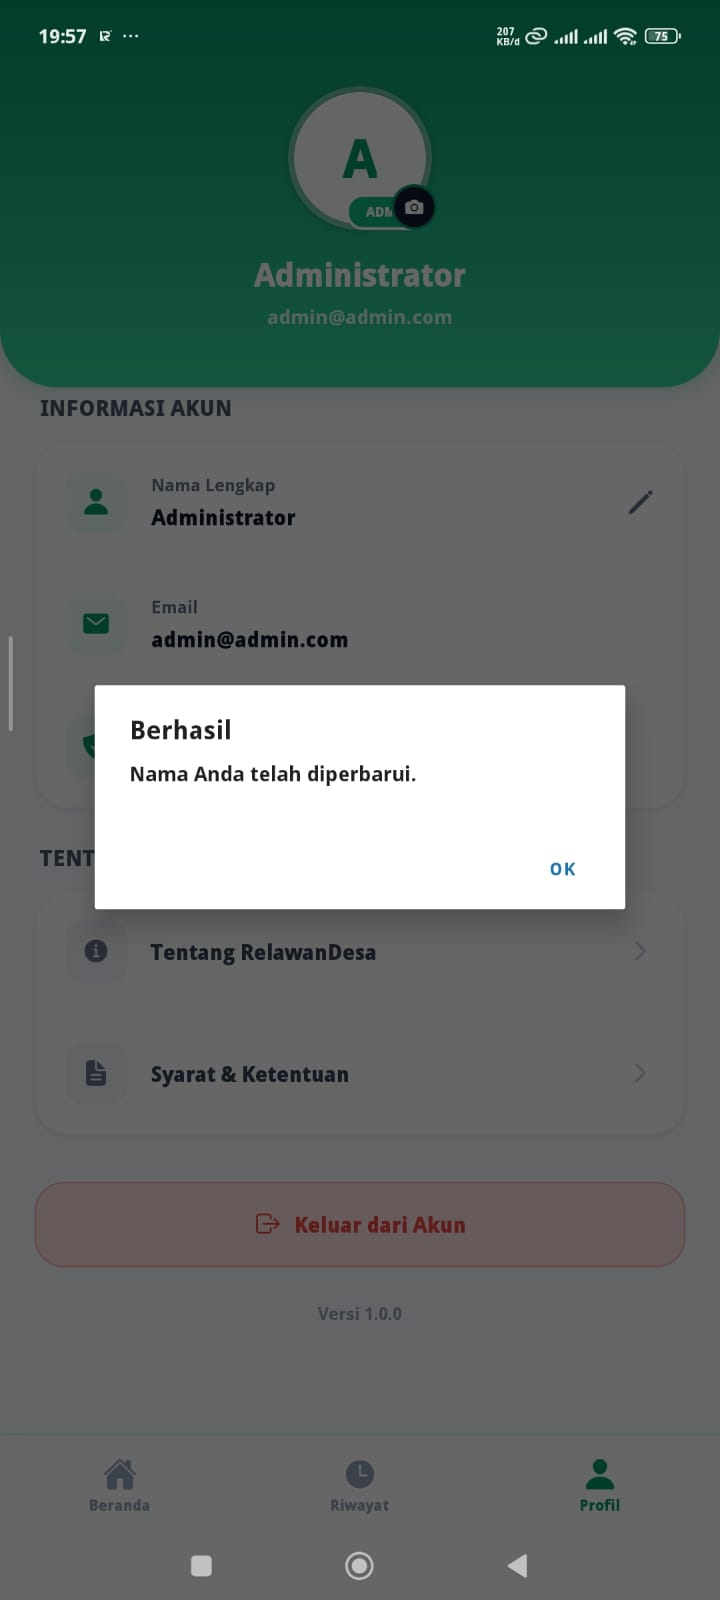 19:57
207
KB/d
75
A
ADM
Administrator
admin@admin.com
INFORMASI AKUN
Nama Lengkap
Administrator
Email
admin@admin.com
Berhasil
Nama Anda telah diperbarui.
OK
TENT
Tentang RelawanDesa
Syarat & Ketentuan
Keluar dari Akun
Versi 1.0.0
Beranda
Riwayat
Profil